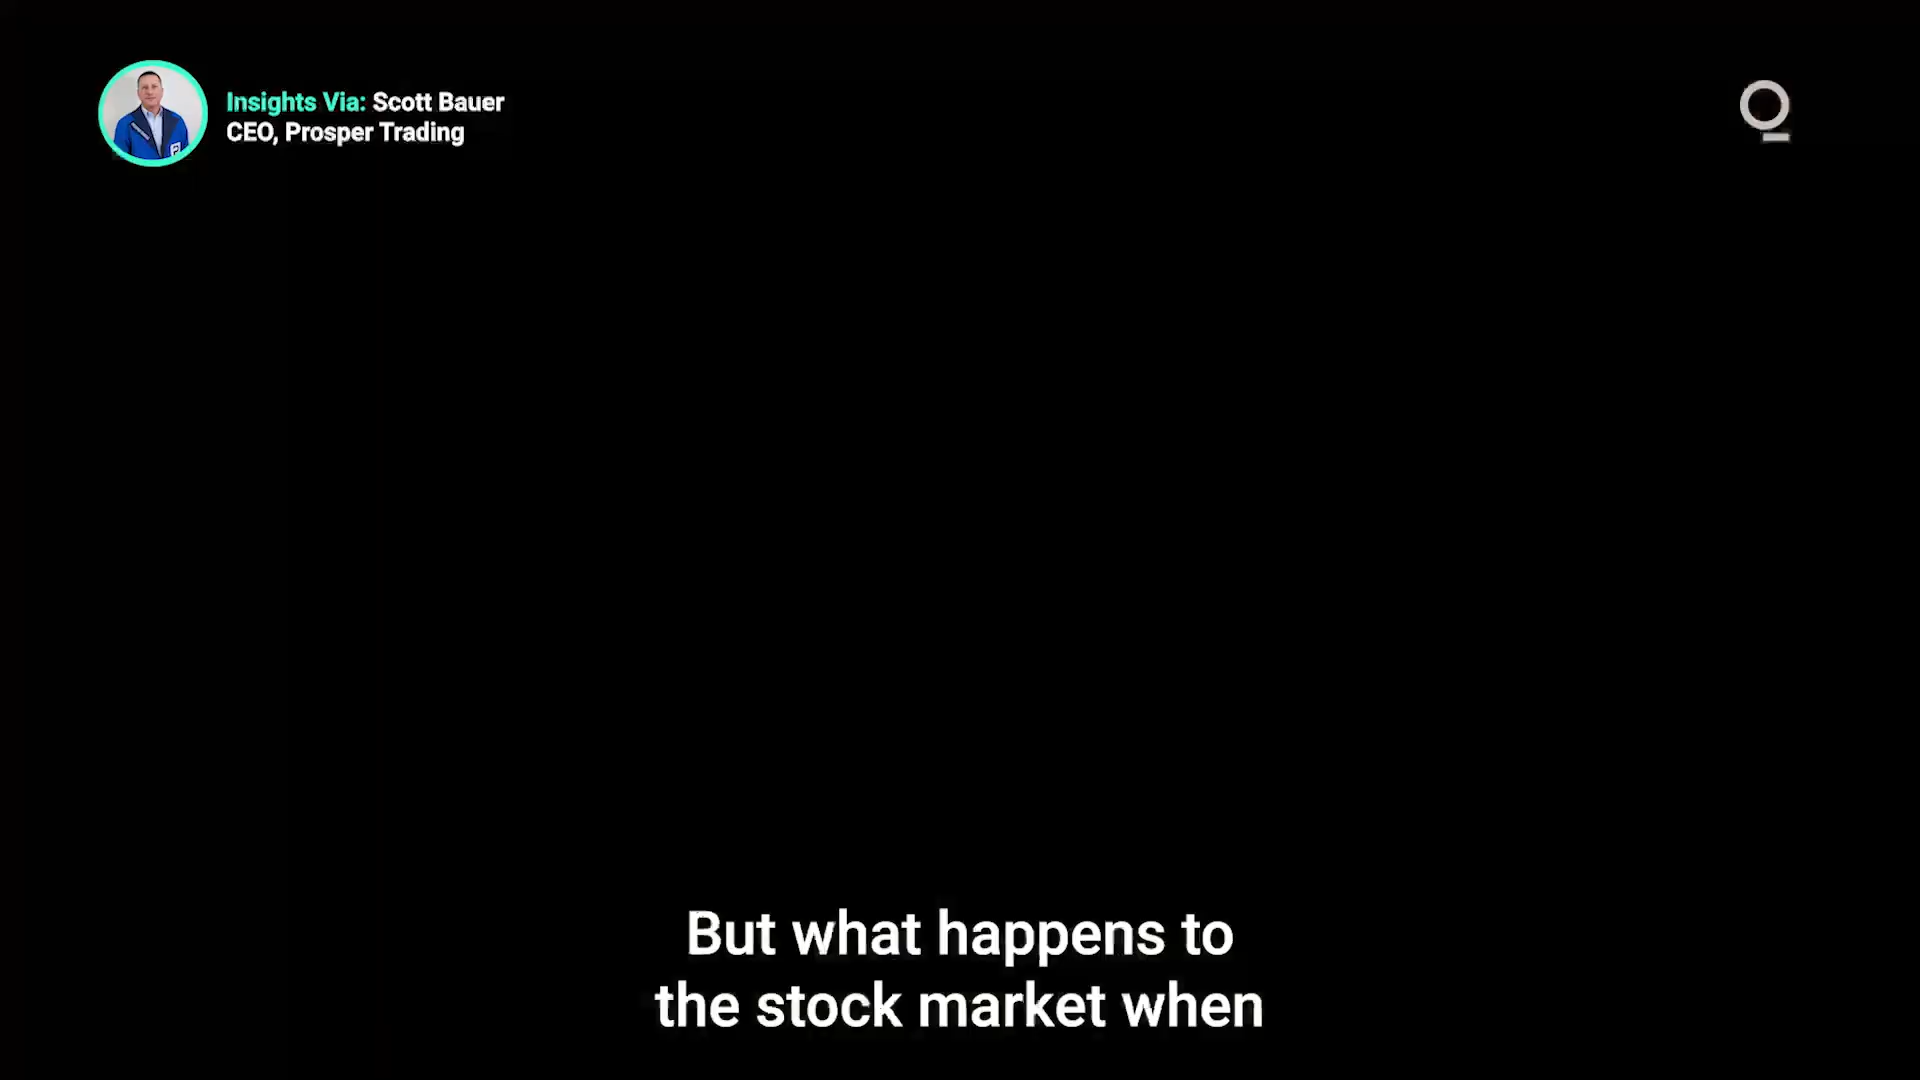 Insights Via: Scott Bauer
CEO, Prosper Trading
But what happens to
the stock market when